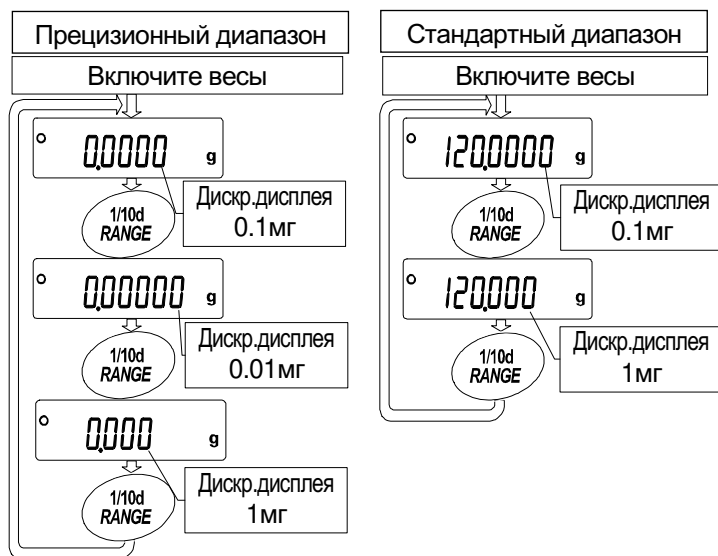 Прецизионный диапазон
Включите весы
0.0000 g
1/10d
RANGE
Дискр.дисплея
0.1мг
0.00000 g
1/10d
RANGE
Дискр.дисплея
0.01мг
0.000 g
1/10d
RANGE
Дискр.дисплея
1мг
Стандартный диапазон
Включите весы
120.0000 g
1/10d
RANGE
Дискр.дисплея
0.1мг
120.000 g
1/10d
RANGE
Дискр.дисплея
1мг